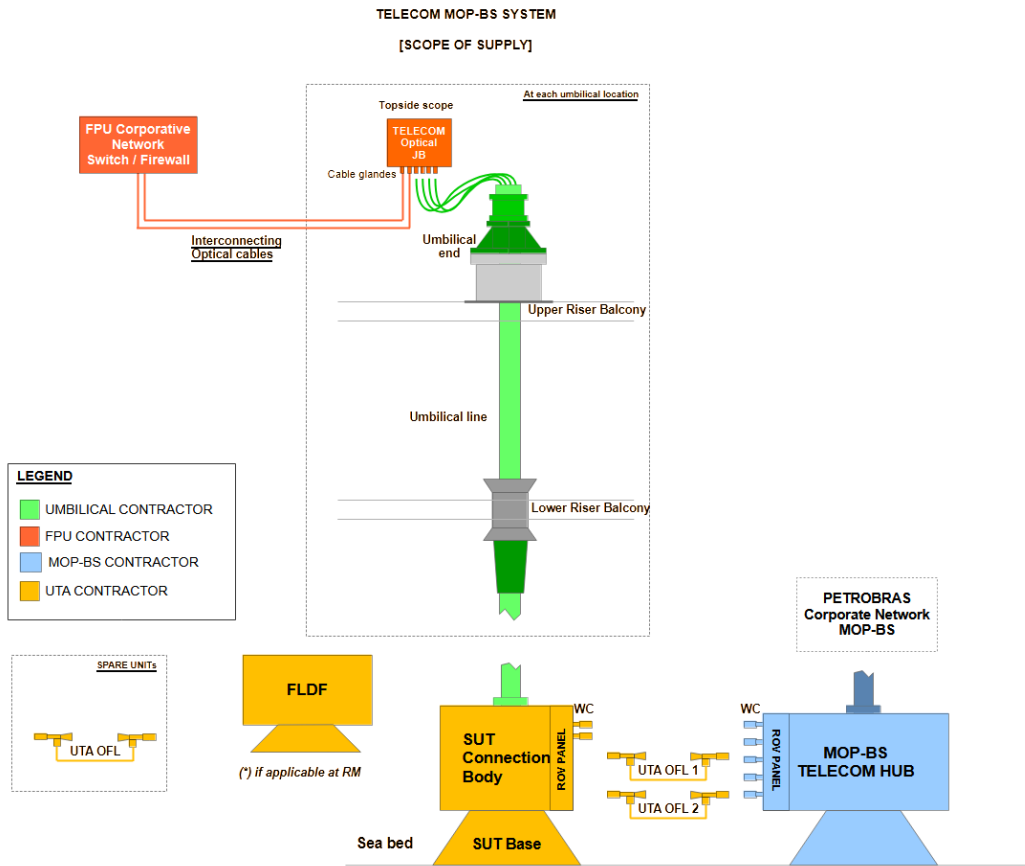 TELECOM MOP-BS SYSTEM
[SCOPE OF SUPPLY]
At each umbilical location
Topside scope
FPU Corporative
Network
Switch / Firewall
TELECOM
Optical
JB
Cable glandes
Interconnecting
Optical cables
Umbilical
end
Upper Riser Balcony
Umbilical line
LEGEND
UMBILICAL CONTRACTOR
FPU CONTRACTOR
MOP-BS CONTRACTOR
UTA CONTRACTOR
Lower Riser Balcony
PETROBRAS
Corporate Network
MOP-BS
SPARE UNITs
UTA OFL
FLDF
(*) if applicable at RM
WC
SUT
Connection
Body
ROV PANEL
UTA OFL 1
UTA OFL 2
WC
ROV PANEL
MOP-BS
TELECOM HUB
Sea bed
SUT Base